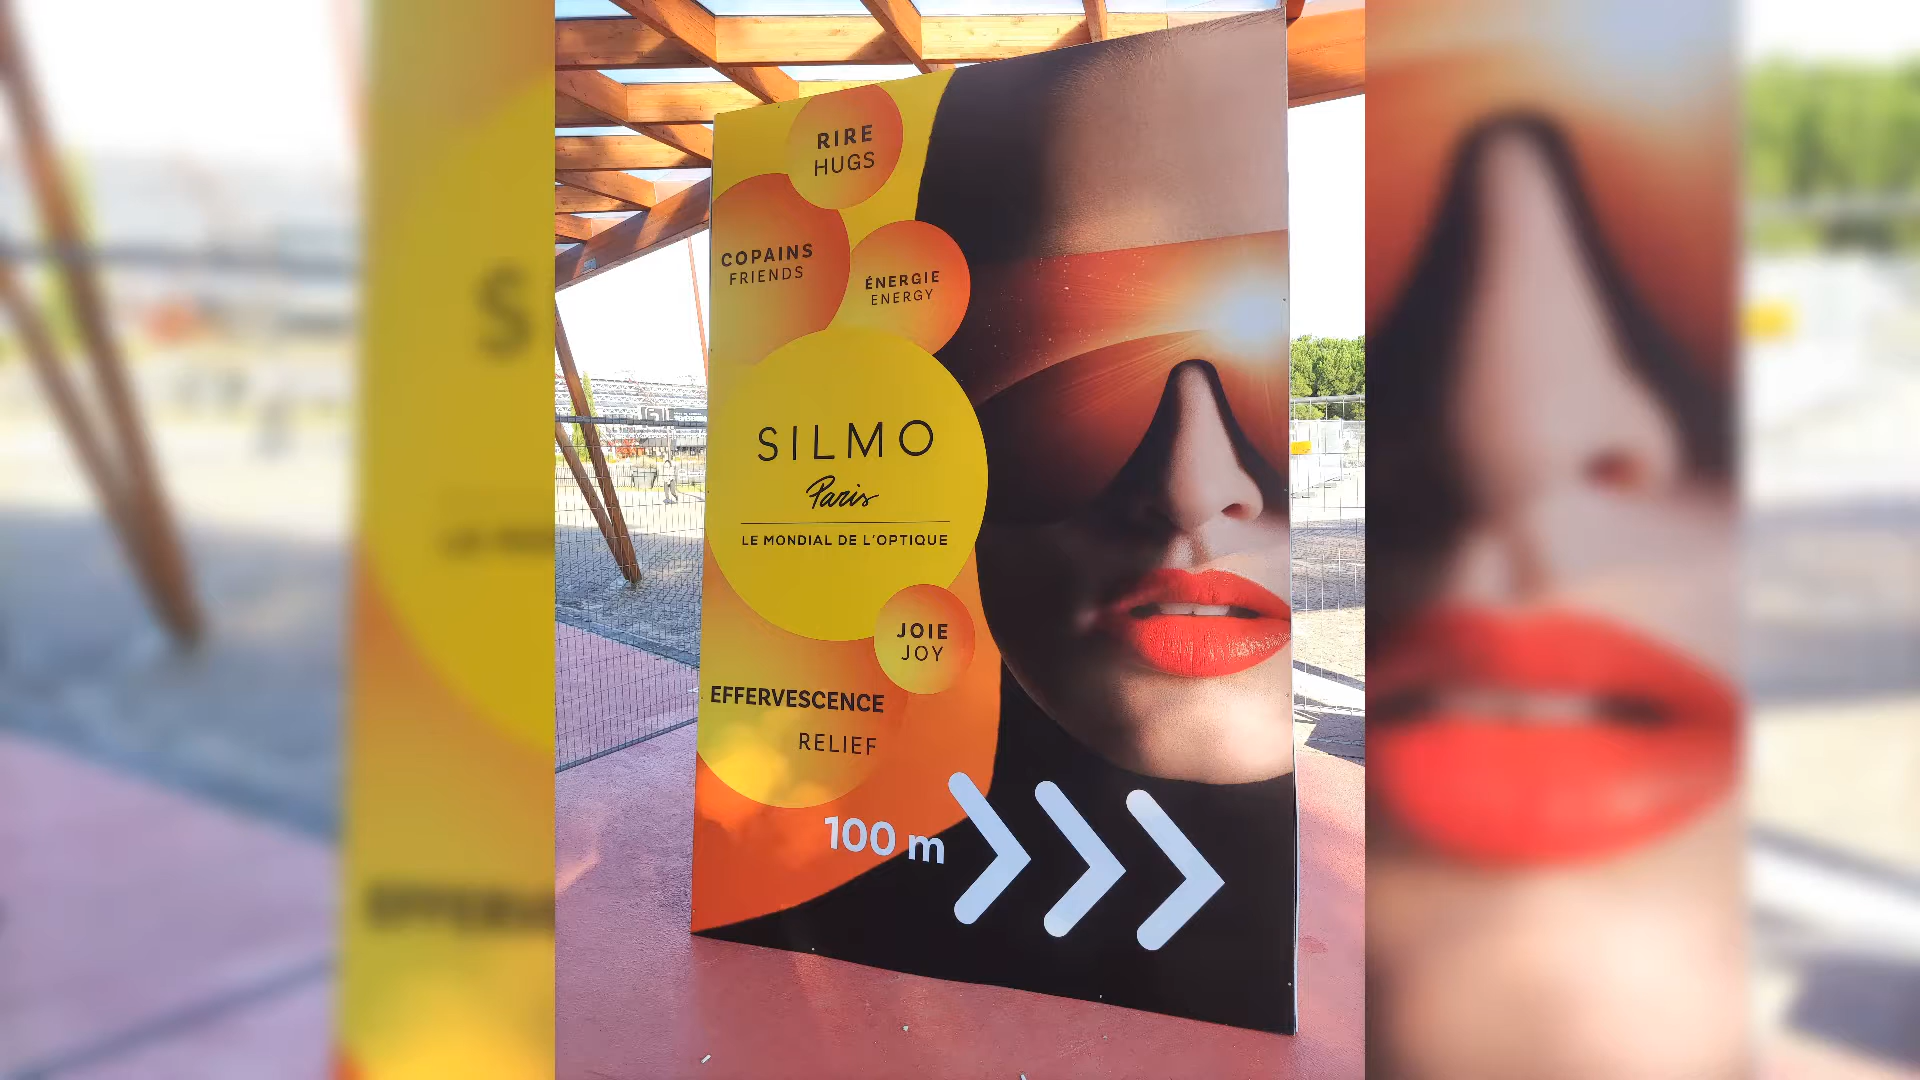 RIRE
HUGS
COPAINS
FRIENDS
ÉNERGIE
ENERGY
SILMO
Paris
LE MONDIAL DE L'OPTIQUE
JOIE
JOY
EFFERVESCENCE
RELIEF
100 m